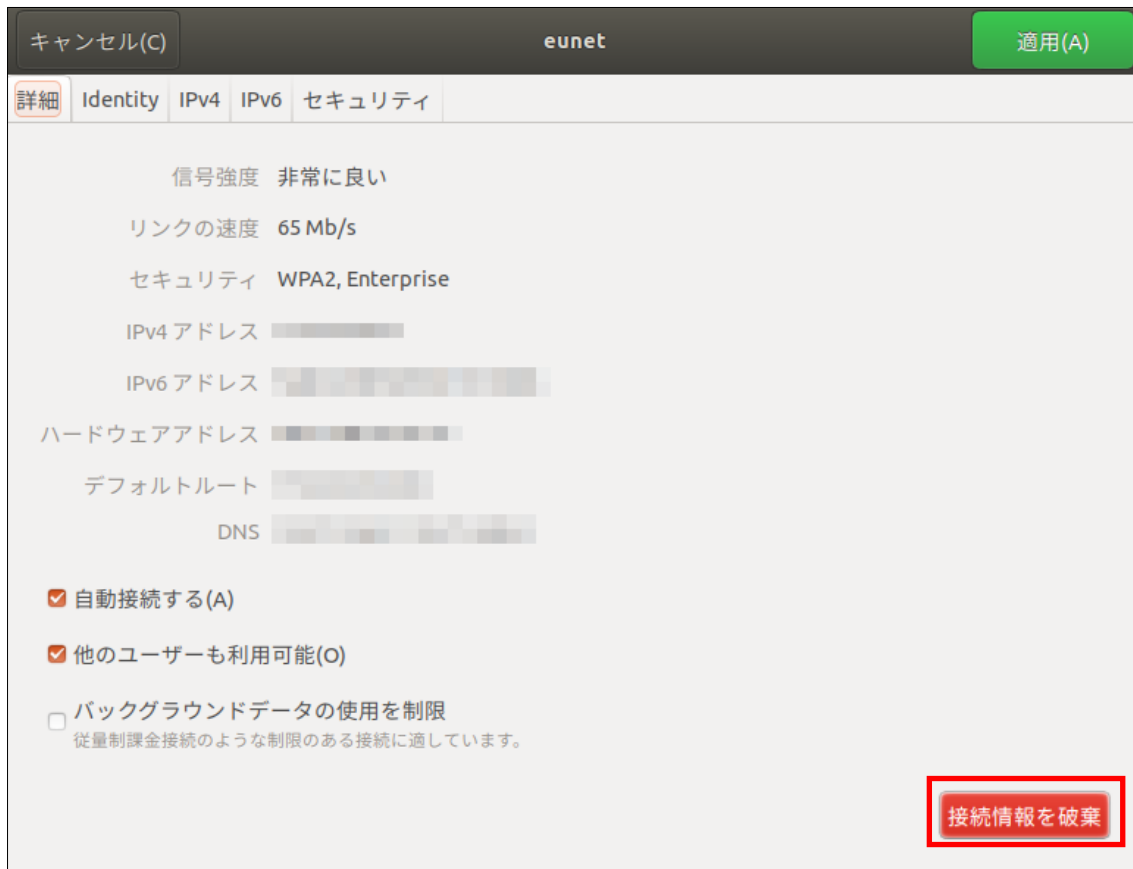 キャンセル(C) eunet 適用(A)
詳細 Identity IPv4 IPv6 セキュリティ
信号強度 非常に良い
リンクの速度 65 Mb/s
セキュリティ WPA2, Enterprise
IPv4 アドレス
IPv6 アドレス
ハードウェアアドレス
デフォルトルート
DNS
自動接続する(A)
他のユーザーも利用可能(O)
バックグラウンドデータの使用を制限
従量制課金接続のような制限のある接続に適しています。
接続情報を破棄